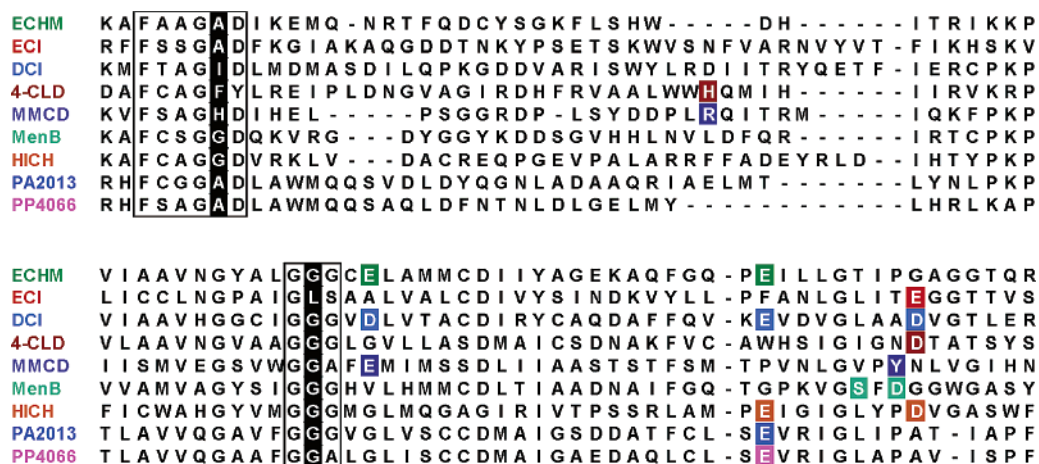 ECHM K A F A A G A D I K E M Q - N R T F Q D C Y S G K F L S H W - - - - - D H - - - - - I T R I K K P
ECI R F F S S G A D F K G I A K A Q G D D T N K Y P S E T S K W V S N F V A R N V Y V T - F I K H S K V
DCI K M F T A G I D L M D M A S D I L Q P K G D D V A R I S W Y L R D I I T R Y Q E T F - I E R C P K P
4-CLD D A F C A G F Y L R E I P L D N G V A G I R D H F R V A A L W W H Q M I H - - - - I I R V K R P
MMCD K V F S A G H D I H E L - - - - - P S G G R D P - L S Y D D P L R Q I T R M - - - - - I Q K F P K P
MenB K A F C S G G D Q K V R G - - - D Y G G Y K D D S G V H H L N V L D F Q R - - - - - I R T C P K P
HICH K A F C A G G D V R K L V - - - D A C R E Q P G E V P A L A R R F F A D E Y R L D - - I H T Y P K P
PA2013 R H F C G G A D L A W M Q Q S V D L D Y Q G N L A D A A Q R I A E L M T - - - - - - - L Y N L P K P
PP4066 R H F S A G A D L A W M Q Q S A Q L D F N T N L D L G E L M Y - - - - - - - - - - - - L H R L K A P
ECHM V I A A V N G Y A L G G G C E L A M M C D I I Y A G E K A Q F G Q - P E I L L G T I P G A G G T Q R
ECI L I C C L N G P A I G L S A A L V A L C D I V Y S I N D K V Y L L - P F A N L G L I T E G G T T V S
DCI V I A A V H G G C I G G G V D L V T A C D I R Y C A Q D A F F Q V - K E V D V G L A A D V G T L E R
4-CLD V L A A V N G V A A G G G L G V L L A S D M A I C S D N A K F V C - A W H S I G I G N D T A T S Y S
MMCD I I S M V E G S V W G G A F E M I M S S D L I I A A S T S T F S M - T P V N L G V P Y N L V G I H N
MenB V V A M V A G Y S I G G G H V L H M M C D L T I A A D N A I F G Q - T G P K V G S F D G G W G A S Y
HICH F I C W A H G Y V M G G G M G L M Q G A G I R I V T P S S R L A M - P E I G I G L Y P D V G A S W F
PA2013 T L A V V Q G A V F G G G V G L V S C C D M A I G S D D A T F C L - S E V R I G L I P A T - I A P F
PP4066 T L A V V Q G A A F G G A L G L I S C C D M A I G A E D A Q L C L - S E V R I G L A P A V - I S P F